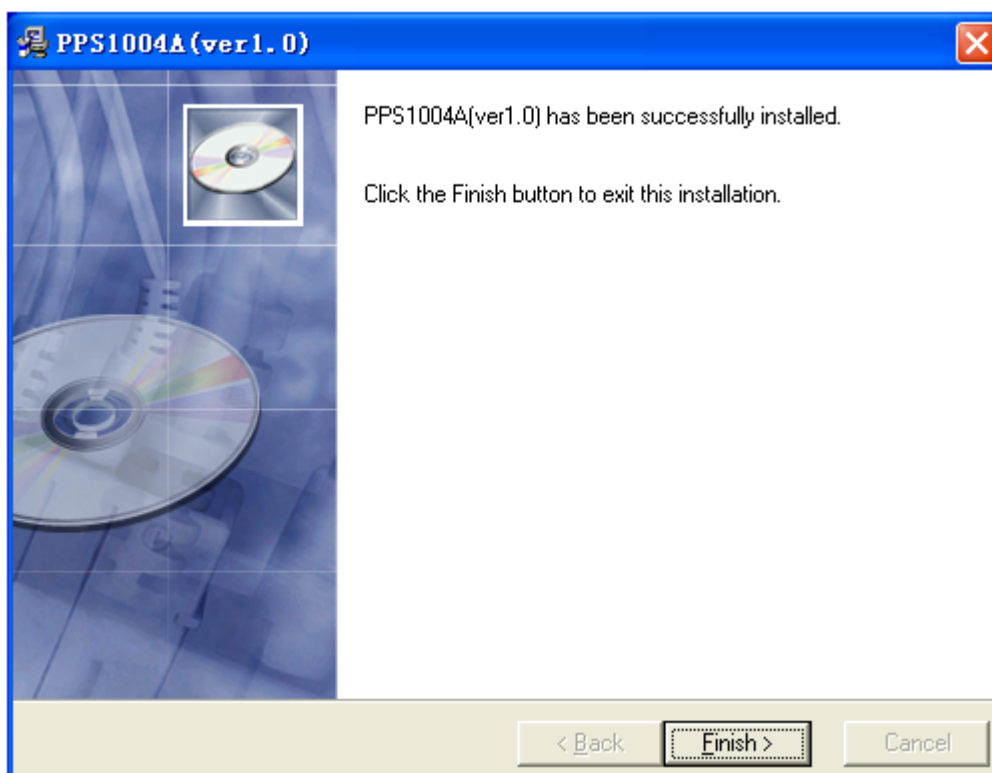 PPS1004A(ver1.0)
PPS1004A(ver1.0) has been successfully installed.
Click the Finish button to exit this installation.
< Back
Finish >
Cancel